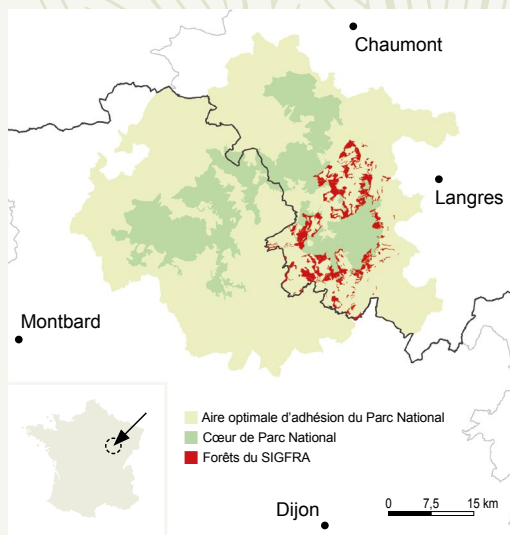 Chaumont
Langres
Montbard
Aire optimale d'adhésion du Parc National
Cœur de Parc National
Forêts du SIGFRA
0 7,5 15 km
Dijon